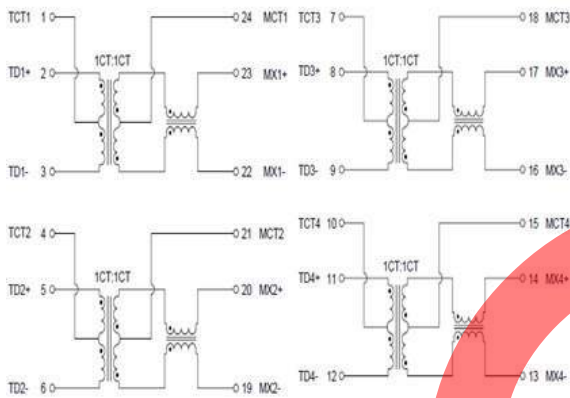 TCT1 1 24 MCT1
1CT:1CT
TD1+ 2 23 MX1+
TD1- 3 22 MX1-
TCT3 7 18 MCT3
1CT:1CT
TD3+ 8 17 MX3+
TD3- 9 16 MX3-
TCT2 4 21 MCT2
1CT:1CT
TD2+ 5 20 MX2+
TD2- 6 19 MX2-
TCT4 10 15 MCT4
1CT:1CT
TD4+ 11 14 MX4+
TD4- 12 13 MX4-